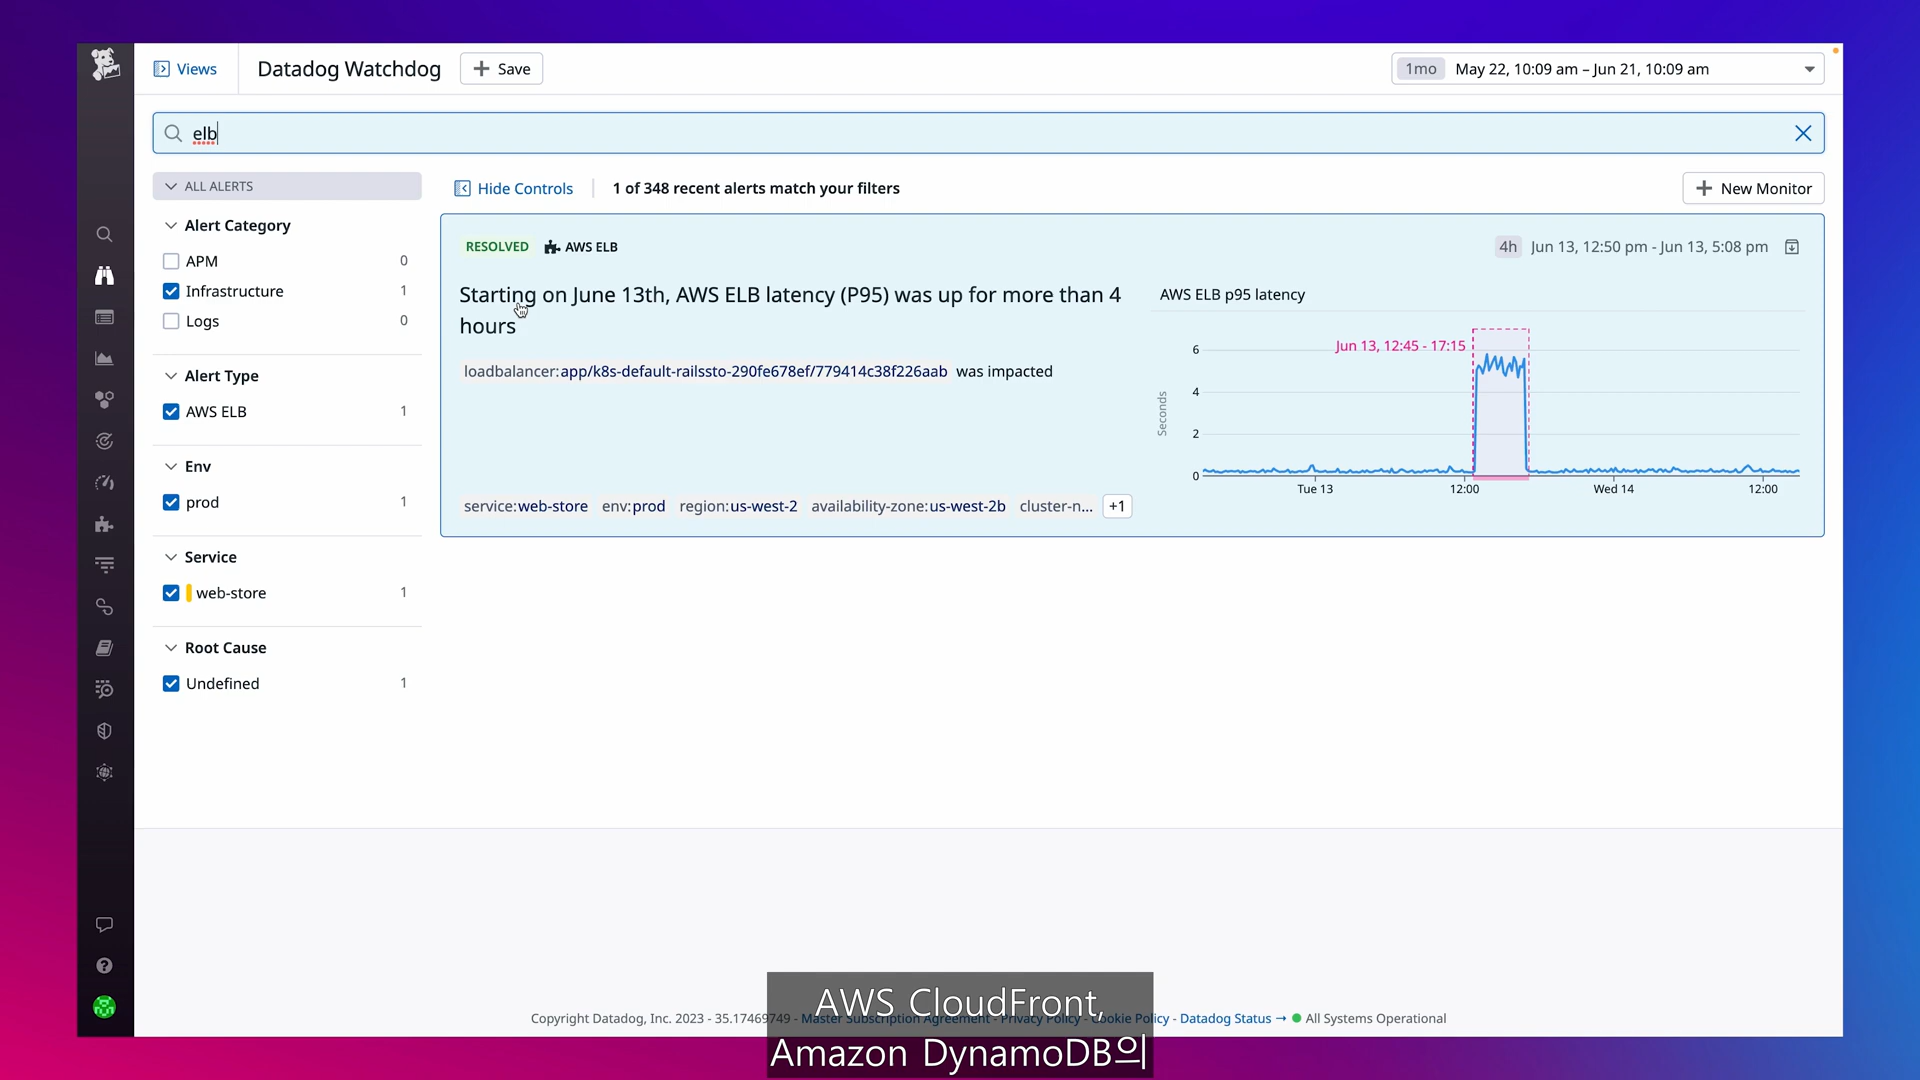 Views
Datadog Watchdog
+ Save
1mo May 22, 10:09 am – Jun 21, 10:09 am
elb
ALL ALERTS
Hide Controls
1 of 348 recent alerts match your filters
+ New Monitor
Alert Category
APM 0
Infrastructure 1
Logs 0
Alert Type
AWS ELB 1
Env
prod 1
Service
web-store 1
Root Cause
Undefined 1
RESOLVED AWS ELB
4h Jun 13, 12:50 pm - Jun 13, 5:08 pm
Starting on June 13th, AWS ELB latency (P95) was up for more than 4
hours
loadbalancer:app/k8s-default-railssto-290fe678ef/779414c38f226aab was impacted
service:web-store env:prod region:us-west-2 availability-zone:us-west-2b cluster-n... +1
AWS ELB p95 latency
Jun 13, 12:45 - 17:15
Seconds
6
4
2
0
Tue 13 12:00 Wed 14 12:00
Copyright Datadog, Inc. 2023 - 35.17469749 - Master Subscription Agreement - Privacy Policy - Cookie Policy - Datadog Status → All Systems Operational
AWS CloudFront,
Amazon DynamoDB의